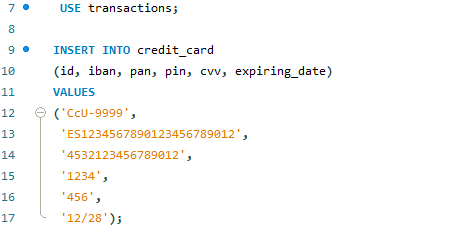 7 USE transactions;
8
9 INSERT INTO credit_card
10 (id, iban, pan, pin, cvv, expiring_date)
11 VALUES
12 ('CcU-9999',
13 'ES1234567890123456789012',
14 '4532123456789012',
15 '1234',
16 '456',
17 '12/28');